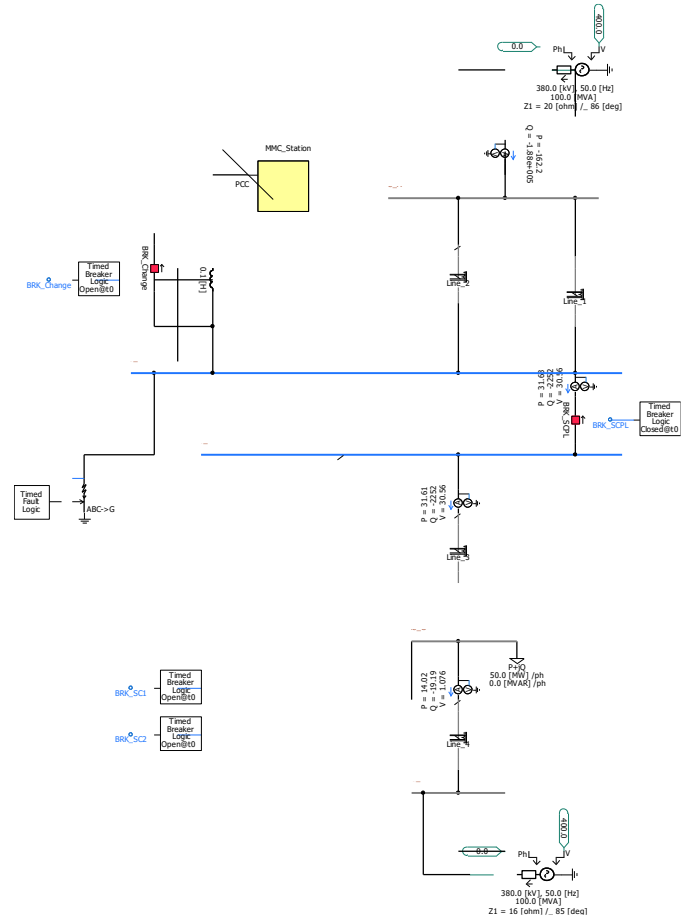 0.0
400.0
Ph
V
380.0 [kV], 50.0 [Hz]
100.0 [MVA]
Z1 = 20 [ohm] /_ 86 [deg]
P = -162.2
Q = -1.88e+005
MMC_Station
PCC
BRK_Change
Timed
Breaker
Logic
Open@t0
BRK_Change
0.1 [H]
Line_2
Line_1
P = 31.63
Q = -2252
V = 30.56
BRK_SCPL
BRK_SCPL
Timed
Breaker
Logic
Closed@t0
Timed
Fault
Logic
ABC->G
P = 31.61
Q = -2252
V = 30.56
Line_3
P+jQ
50.0 [MW] /ph
0.0 [MVAR] /ph
P = 14.02
Q = -19.19
V = 1.076
BRK_SC1
Timed
Breaker
Logic
Open@t0
BRK_SC2
Timed
Breaker
Logic
Open@t0
Line_4
0.0
400.0
Ph
V
380.0 [kV], 50.0 [Hz]
100.0 [MVA]
Z1 = 16 [ohm] /_ 85 [deg]